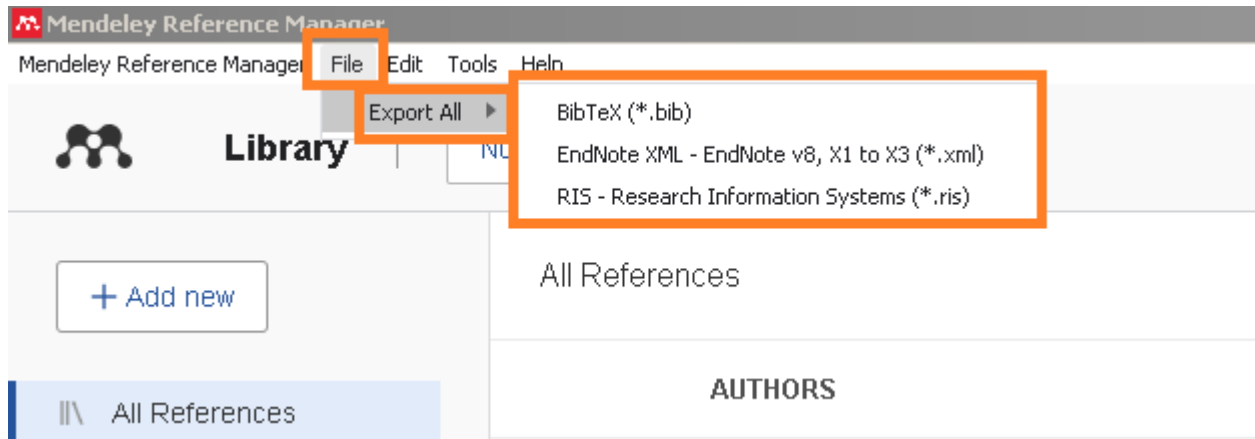 Mendeley Reference Manager
Mendeley Reference Manager File Edit Tools Help
Export All
BibTeX (*.bib)
EndNote XML - EndNote v8, X1 to X3 (*.xml)
RIS - Research Information Systems (*.ris)
Library
+ Add new
All References
All References
AUTHORS